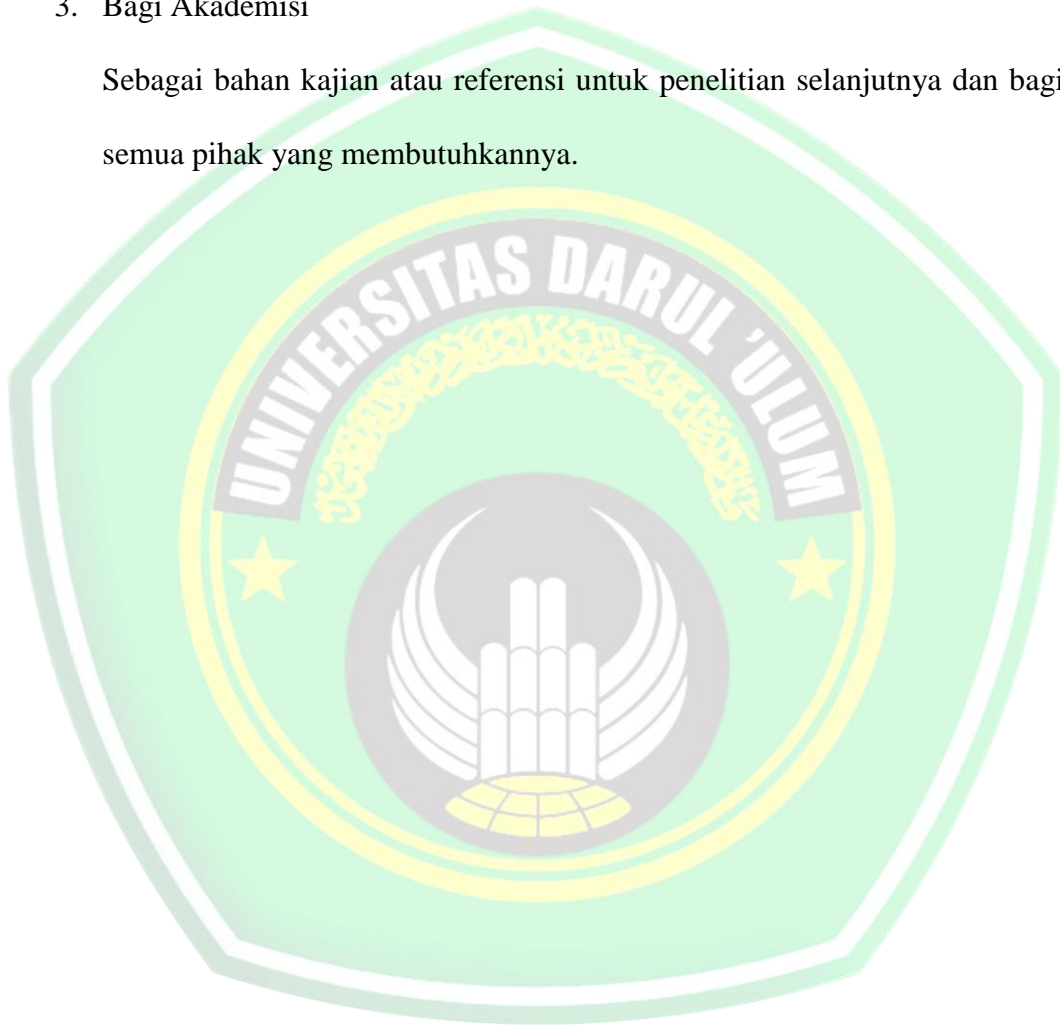 3. Bagi Akademisi
Sebagai bahan kajian atau referensi untuk penelitian selanjutnya dan bagi
semua pihak yang membutuhkannya.
UNIVERSITAS DARUL 'ULUM